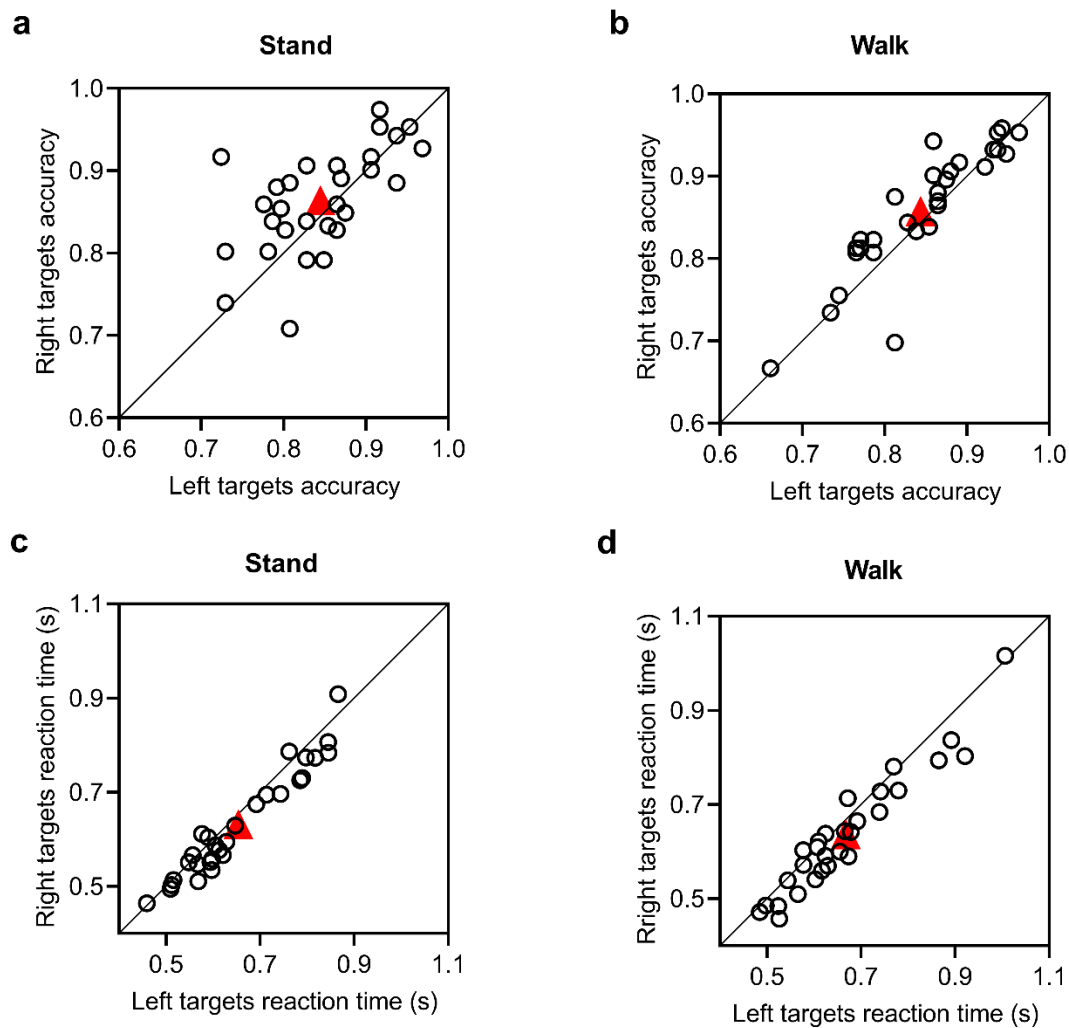 a
Stand
1.0
0.9
0.8
0.7
0.6
Right targets accuracy
0.6 0.7 0.8 0.9 1.0
Left targets accuracy
b
Walk
1.0
0.9
0.8
0.7
0.6
Right targets accuracy
0.6 0.7 0.8 0.9 1.0
Left targets accuracy
c
Stand
1.1
0.9
0.7
0.5
Right targets reaction time (s)
0.5 0.7 0.9 1.1
Left targets reaction time (s)
d
Walk
1.1
0.9
0.7
0.5
Rright targets reaction time (s)
0.5 0.7 0.9 1.1
Left targets reaction time (s)